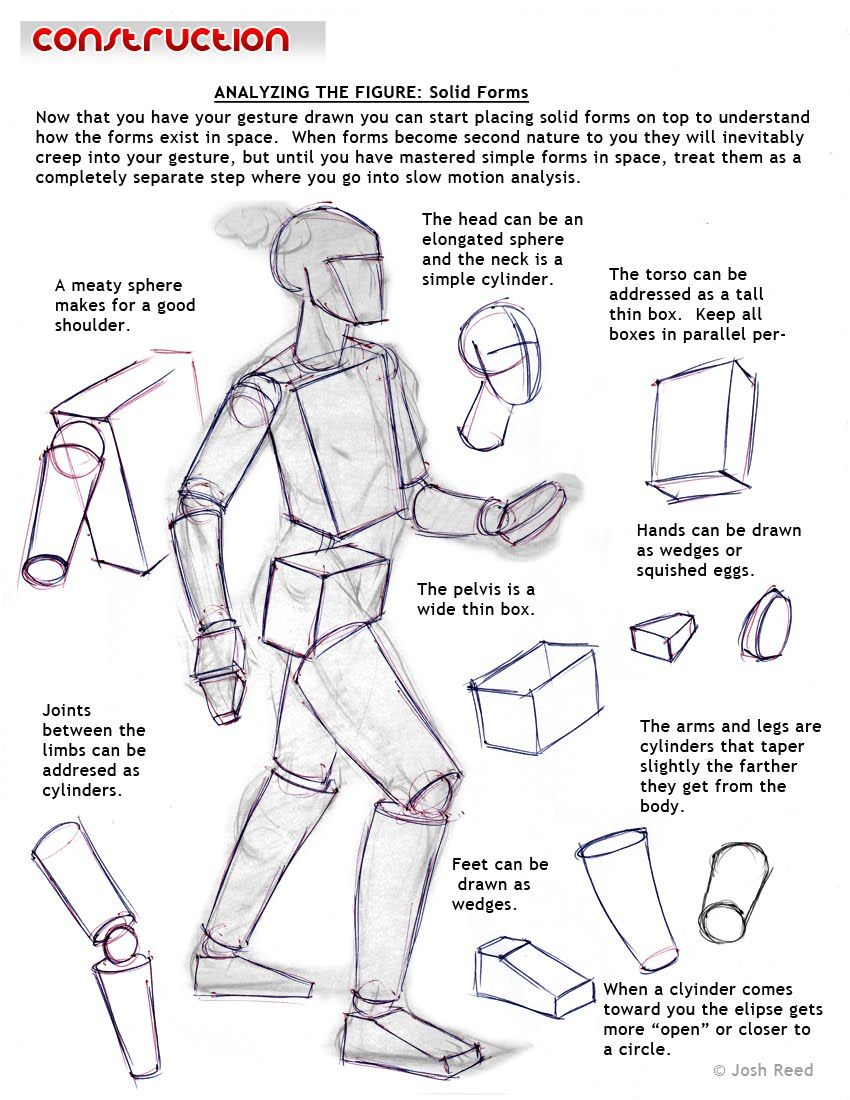 construction
ANALYZING THE FIGURE: Solid Forms
Now that you have your gesture drawn you can start placing solid forms on top to understand
how the forms exist in space.  When forms become second nature to you they will inevitably
creep into your gesture, but until you have mastered simple forms in space, treat them as a
completely separate step where you go into slow motion analysis.
The head can be an
elongated sphere
and the neck is a
simple cylinder.
A meaty sphere
makes for a good
shoulder.
The torso can be
addressed as a tall
thin box.  Keep all
boxes in parallel per-
Hands can be drawn
as wedges or
squished eggs.
The pelvis is a
wide thin box.
Joints
between the
limbs can be
addresed as
cylinders.
The arms and legs are
cylinders that taper
slightly the farther
they get from the
body.
Feet can be
drawn as
wedges.
When a clyinder comes
toward you the elipse gets
more “open” or closer to
a circle.
© Josh Reed